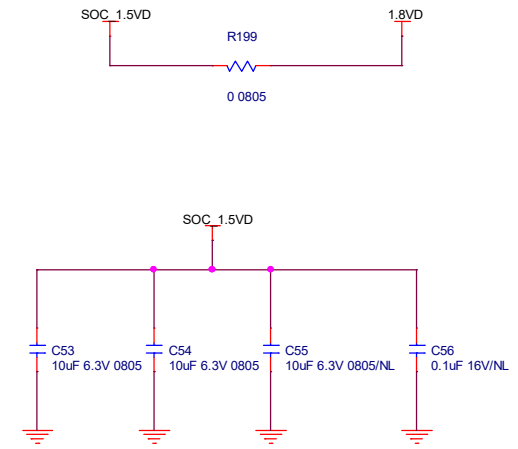 SOC_1.5VD
1.8VD
R199
0 0805
SOC_1.5VD
C53
10uF 6.3V 0805
C54
10uF 6.3V 0805
C55
10uF 6.3V 0805/NL
C56
0.1uF 16V/NL